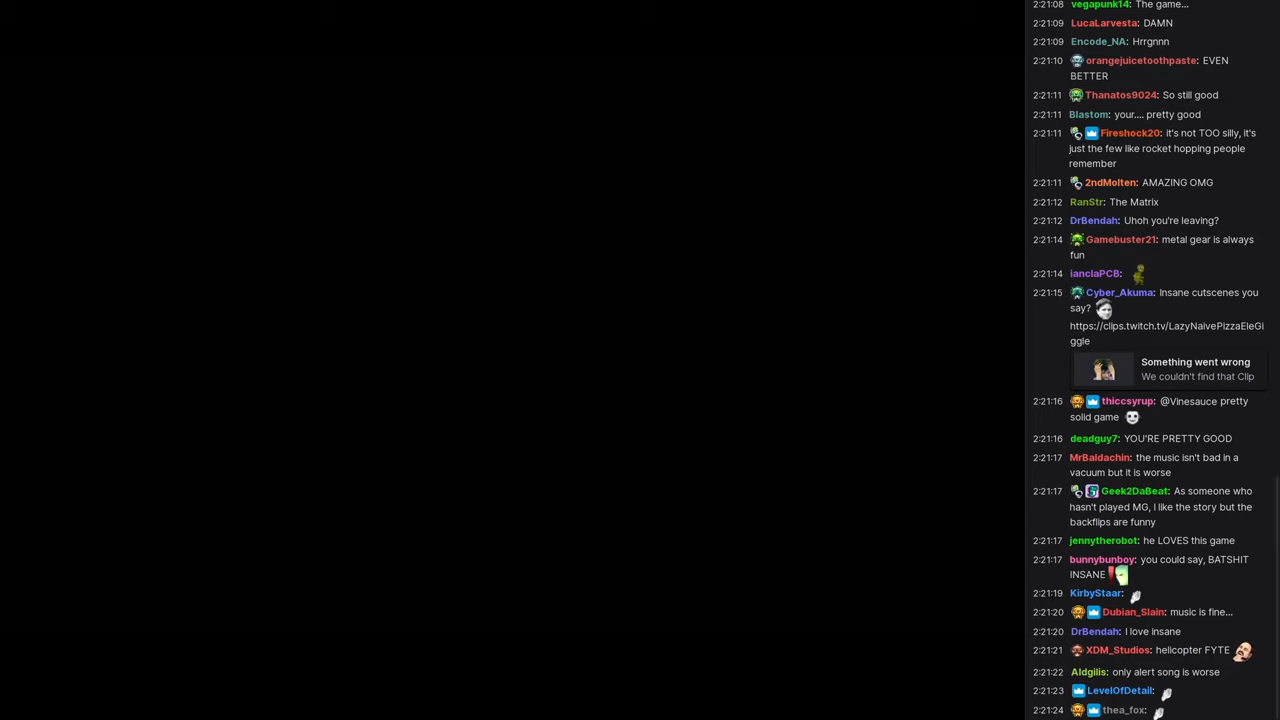 2:21:08 vegapunk14: The game...
2:21:09 LucaLarvesta: DAMN
2:21:09 Encode_NA: Hrrgnnn
2:21:10 orangejuicetoothpaste: EVEN
BETTER
2:21:11 Thanatos9024: So still good
2:21:11 Blastom: your.... pretty good
2:21:11 Fireshock20: it's not TOO silly, it's
just the few like rocket hopping people
remember
2:21:11 2ndMolten: AMAZING OMG
2:21:12 RanStr: The Matrix
2:21:12 DrBendah: Uhoh you're leaving?
2:21:14 Gamebuster21: metal gear is always
fun
2:21:14 ianclaPCB:
2:21:15 Cyber_Akuma: Insane cutscenes you
say?
https://clips.twitch.tv/LazyNaivePizzaEleGi
ggle
Something went wrong
We couldn't find that Clip
2:21:16 thiccsyrup: @Vinesauce pretty
solid game
2:21:16 deadguy7: YOU'RE PRETTY GOOD
2:21:17 MrBaldachin: the music isn't bad in a
vacuum but it is worse
2:21:17 Geek2DaBeat: As someone who
hasn't played MG, I like the story but the
backflips are funny
2:21:17 jennytherobot: he LOVES this game
2:21:17 bunnybunboy: you could say, BATSHIT
INSANE
2:21:19 KirbyStaar:
2:21:20 Dubian_Slain: music is fine...
2:21:20 DrBendah: I love insane
2:21:21 XDM_Studios: helicopter FYTE
2:21:22 Aldgilis: only alert song is worse
2:21:23 LevelOfDetail:
2:21:24 thea_fox: